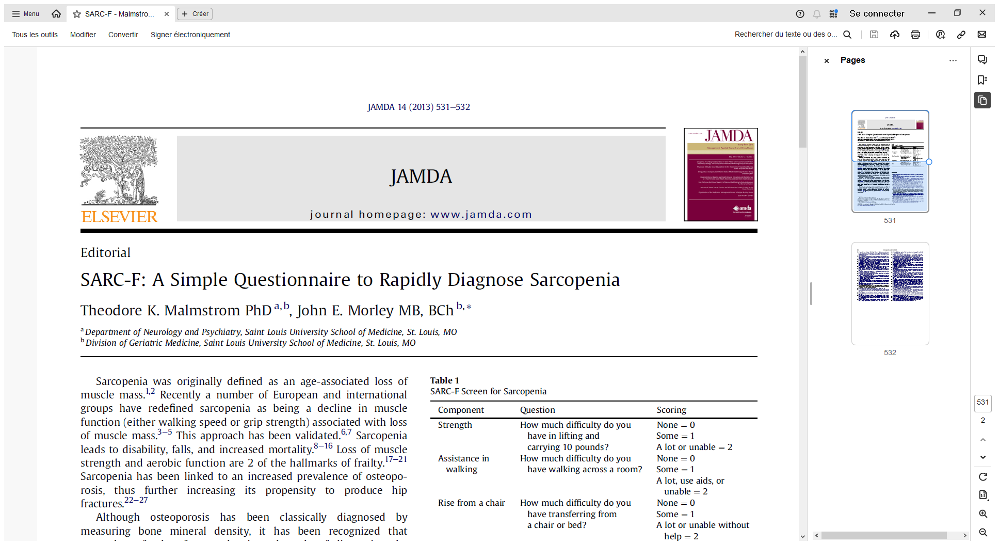 Menu
SARC-F - Malmstro...
Créer
Se connecter
Tous les outils
Modifier
Convertir
Signer électroniquement
Rechercher du texte ou des o...
JAMDA 14 (2013) 531–532
NON SOLUS
ELSEVIER
JAMDA
journal homepage: www.jamda.com
JAMDA
Editorial
SARC-F: A Simple Questionnaire to Rapidly Diagnose Sarcopenia
Theodore K. Malmstrom PhD a,b, John E. Morley MB, BCh b,*
a Department of Neurology and Psychiatry, Saint Louis University School of Medicine, St. Louis, MO
b Division of Geriatric Medicine, Saint Louis University School of Medicine, St. Louis, MO
Sarcopenia was originally defined as an age-associated loss of
muscle mass.1,2 Recently a number of European and international
groups have redefined sarcopenia as being a decline in muscle
function (either walking speed or grip strength) associated with loss
of muscle mass.3–5 This approach has been validated.6,7 Sarcopenia
leads to disability, falls, and increased mortality.8–16 Loss of muscle
strength and aerobic function are 2 of the hallmarks of frailty.17–21
Sarcopenia has been linked to an increased prevalence of osteopo-
rosis, thus further increasing its propensity to produce hip
fractures.22–27
Although osteoporosis has been classically diagnosed by
measuring bone mineral density, it has been recognized that
Table 1
SARC-F Screen for Sarcopenia
Component Question Scoring
Strength How much difficulty do you None = 0
have in lifting and Some = 1
carrying 10 pounds? A lot or unable = 2
Assistance in How much difficulty do you None = 0
walking have walking across a room? Some = 1
A lot, use aids, or
unable = 2
Rise from a chair How much difficulty do you None = 0
have transferring from Some = 1
a chair or bed? A lot or unable without
help = 2
Pages
531
532
531
2